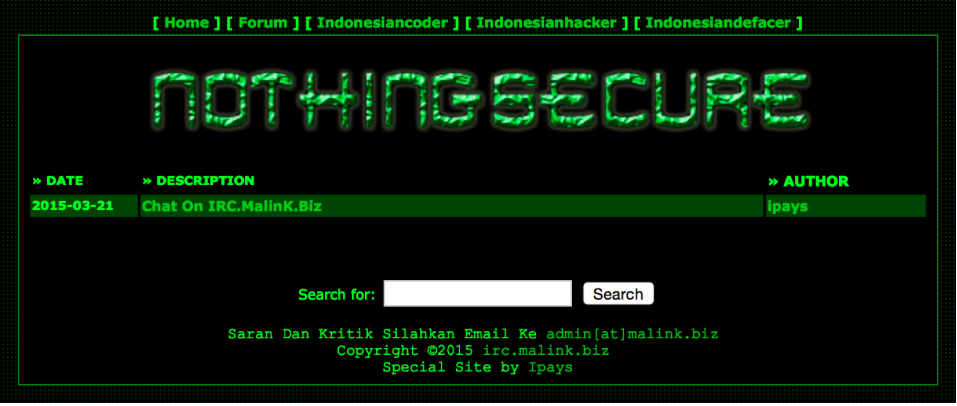 [ Home ] [ Forum ] [ Indonesiancoder ] [ Indonesianhacker ] [ Indonesiandefacer ]
NOTHINGSECURE
» DATE » DESCRIPTION » AUTHOR
2015-03-21 Chat On IRC.MalinK.Biz ipays
Search for: Search
Saran Dan Kritik Silahkan Email Ke admin[at]malink.biz
Copyright ©2015 irc.malink.biz
Special Site by Ipays